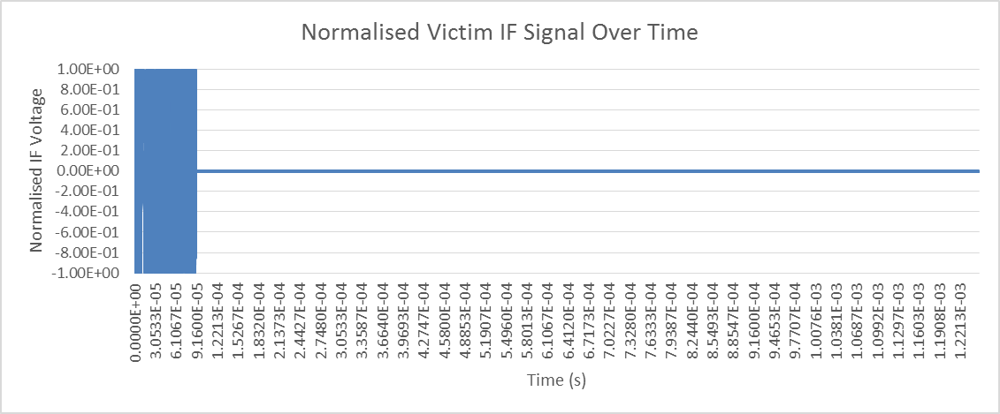 Normalised Victim IF Signal Over Time
Normalised IF Voltage
1.00E+00
8.00E-01
6.00E-01
4.00E-01
2.00E-01
0.00E+00
-2.00E-01
-4.00E-01
-6.00E-01
-8.00E-01
-1.00E+00
0.0000E+00
3.0533E-05
6.1067E-05
9.1600E-05
1.2213E-04
1.5267E-04
1.8320E-04
2.1373E-04
2.4427E-04
2.7480E-04
3.0533E-04
3.3587E-04
3.6640E-04
3.9693E-04
4.2747E-04
4.5800E-04
4.8853E-04
5.1907E-04
5.4960E-04
5.8013E-04
6.1067E-04
6.4120E-04
6.7173E-04
7.0227E-04
7.3280E-04
7.6333E-04
7.9387E-04
8.2440E-04
8.5493E-04
8.8547E-04
9.1600E-04
9.4653E-04
9.7707E-04
1.0076E-03
1.0381E-03
1.0687E-03
1.0992E-03
1.1297E-03
1.1603E-03
1.1908E-03
1.2213E-03
Time (s)